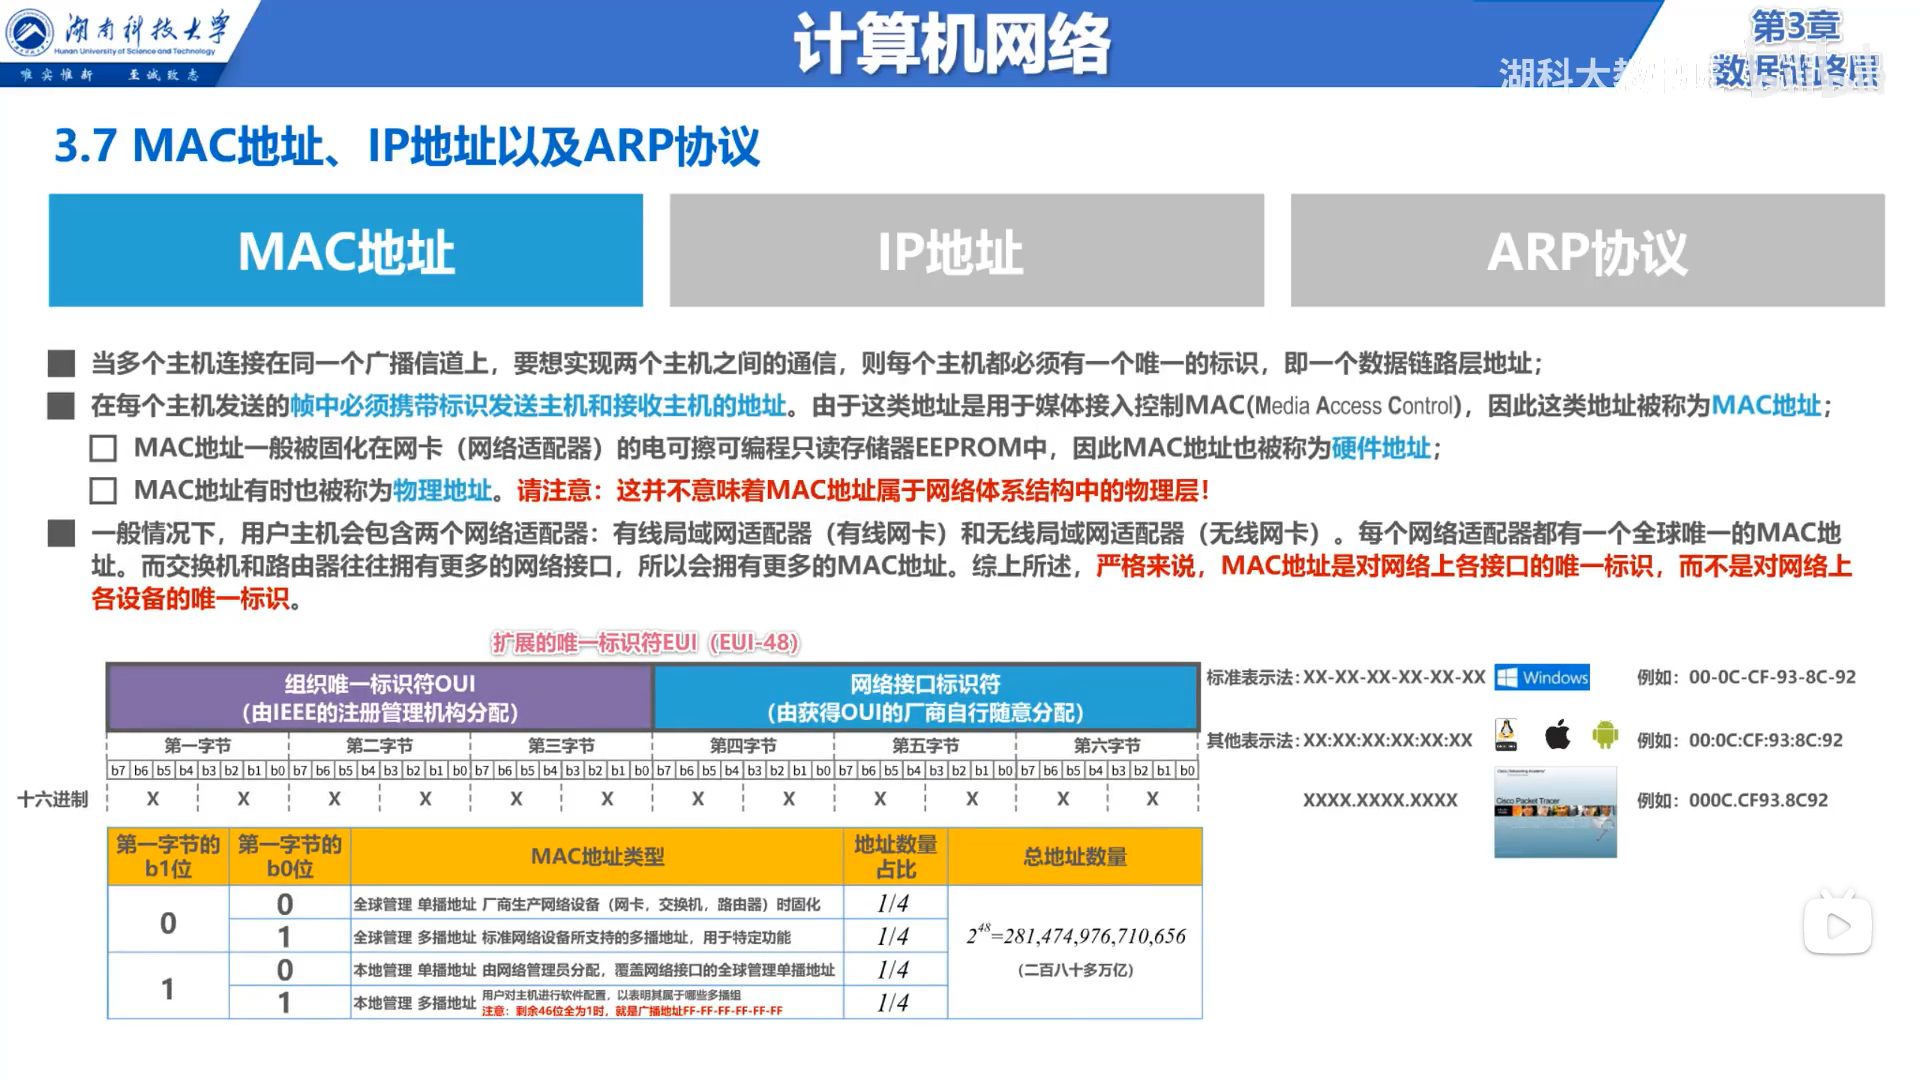 湖南科技大学
Hunan University of Science and Technology
唯实惟新 至诚致志
计算机网络
第3章
数据链路层
湖科大教
3.7 MAC地址、IP地址以及ARP协议
MAC地址
IP地址
ARP协议
当多个主机连接在同一个广播信道上，要想实现两个主机之间的通信，则每个主机都必须有一个唯一的标识，即一个数据链路层地址；
在每个主机发送的帧中必须携带标识发送主机和接收主机的地址。由于这类地址是用于媒体接入控制MAC(Media Access Control)，因此这类地址被称为MAC地址；
MAC地址一般被固化在网卡（网络适配器）的电可擦可编程只读存储器EEPROM中，因此MAC地址也被称为硬件地址；
MAC地址有时也被称为物理地址。请注意：这并不意味着MAC地址属于网络体系结构中的物理层！
一般情况下，用户主机会包含两个网络适配器：有线局域网适配器（有线网卡）和无线局域网适配器（无线网卡）。每个网络适配器都有一个全球唯一的MAC地
址。而交换机和路由器往往拥有更多的网络接口，所以会拥有更多的MAC地址。综上所述，严格来说，MAC地址是对网络上各接口的唯一标识，而不是对网络上
各设备的唯一标识。
扩展的唯一标识符EUI（EUI-48）
组织唯一标识符OUI
（由IEEE的注册管理机构分配）
网络接口标识符
（由获得OUI的厂商自行随意分配）
第一字节 第二字节 第三字节 第四字节 第五字节 第六字节
b7 b6 b5 b4 b3 b2 b1 b0 b7 b6 b5 b4 b3 b2 b1 b0 b7 b6 b5 b4 b3 b2 b1 b0 b7 b6 b5 b4 b3 b2 b1 b0 b7 b6 b5 b4 b3 b2 b1 b0 b7 b6 b5 b4 b3 b2 b1 b0
十六进制 X X X X X X X X X X X X
标准表示法：XX-XX-XX-XX-XX-XX Windows 例如：00-0C-CF-93-8C-92
其他表示法：XX:XX:XX:XX:XX:XX 例如：00:0C:CF:93:8C:92
XXXX.XXXX.XXXX Cisco Packet Tracer 例如：000C.CF93.8C92
第一字节的
b1位
第一字节的
b0位
MAC地址类型
地址数量
占比
总地址数量
0
0 全球管理 单播地址 厂商生产网络设备（网卡，交换机，路由器）时固化 1/4
1 全球管理 多播地址 标准网络设备所支持的多播地址，用于特定功能 1/4
1
0 本地管理 单播地址 由网络管理员分配，覆盖网络接口的全球管理单播地址 1/4
1 本地管理 多播地址 用户对主机进行软件配置，以表明其属于哪些多播组
注意：剩余46位全为1时，就是广播地址FF-FF-FF-FF-FF-FF
1/4
2⁴⁸=281,474,976,710,656
（二百八十多万亿）